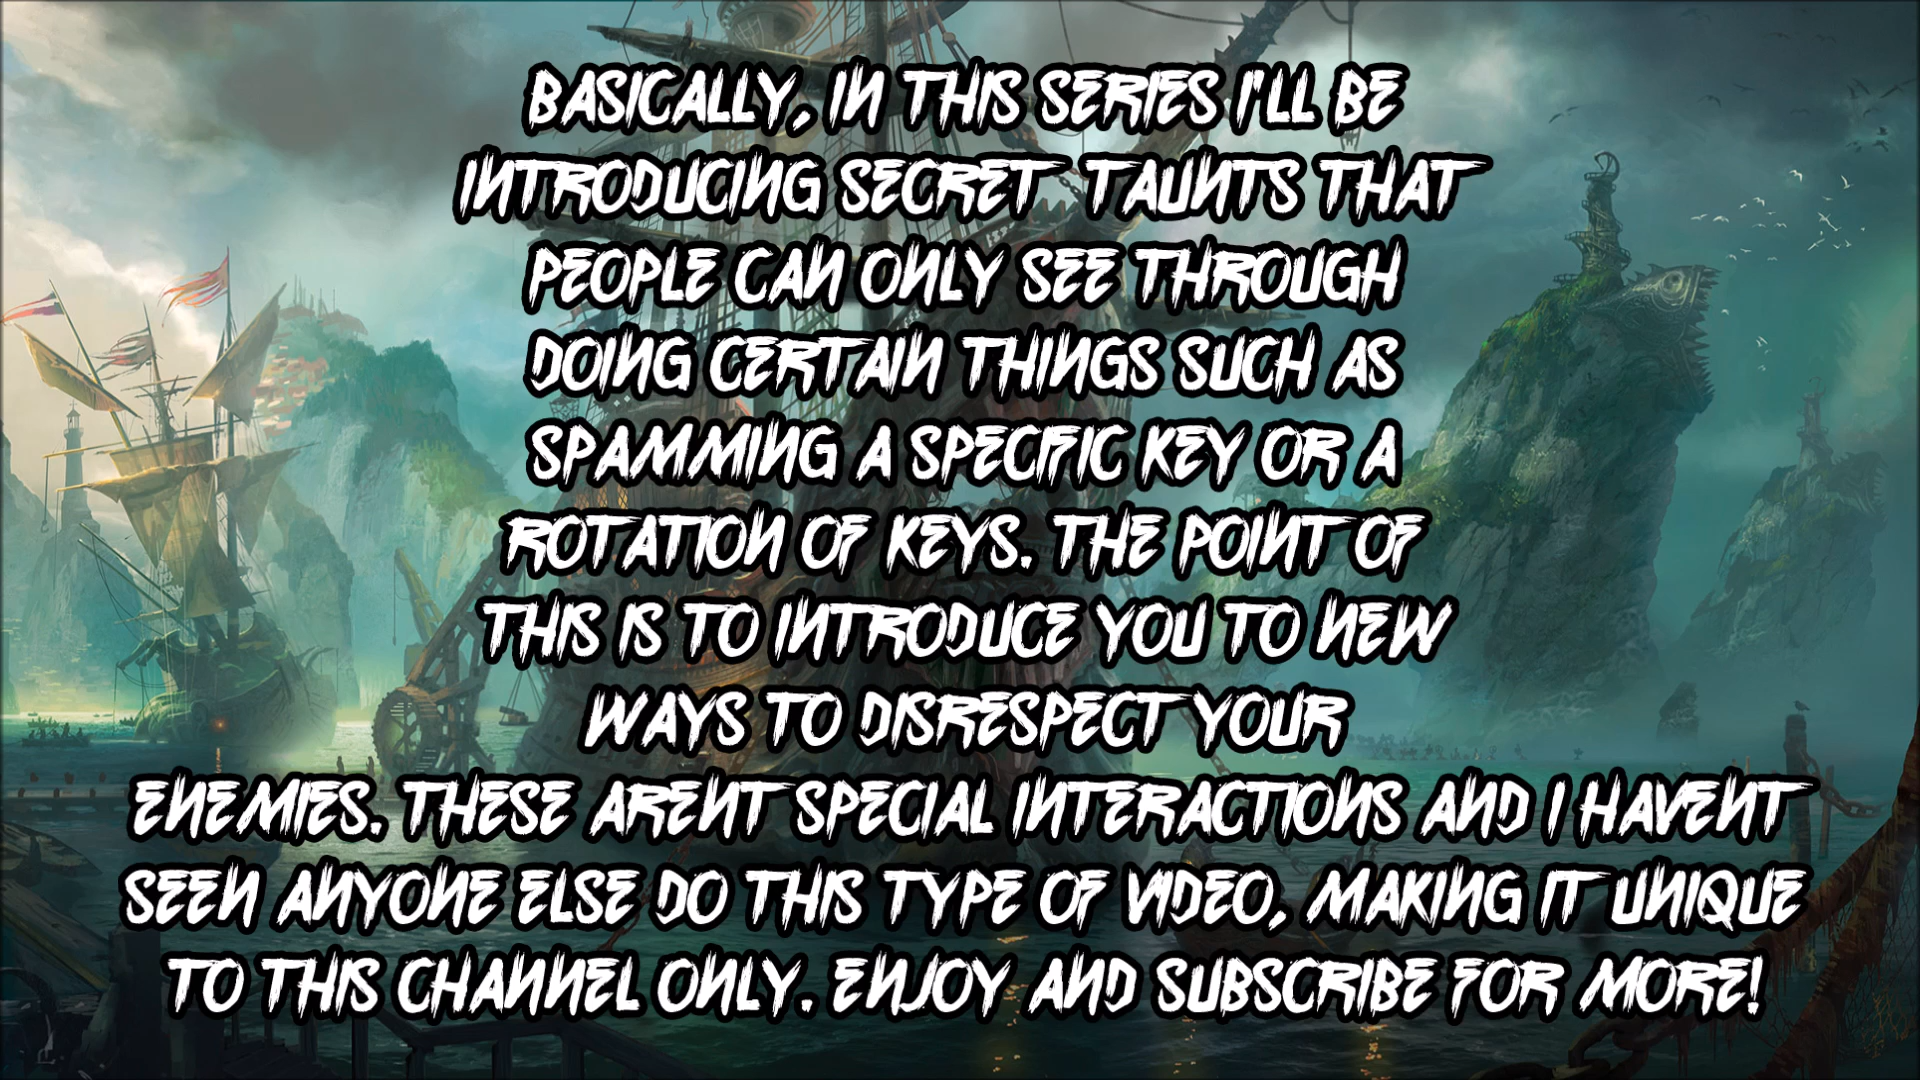 BASICALLY, IN THIS SERIES I'LL BE
INTRODUCING SECRET TAUNTS THAT
PEOPLE CAN ONLY SEE THROUGH
DOING CERTAIN THINGS SUCH AS
SPAMMING A SPECIFIC KEY OR A
ROTATION OF KEYS. THE POINT OF
THIS IS TO INTRODUCE YOU TO NEW
WAYS TO DISRESPECT YOUR
ENEMIES. THESE ARENT SPECIAL INTERACTIONS AND I HAVENT
SEEN ANYONE ELSE DO THIS TYPE OF VIDEO, MAKING IT UNIQUE
TO THIS CHANNEL ONLY. ENJOY AND SUBSCRIBE FOR MORE!